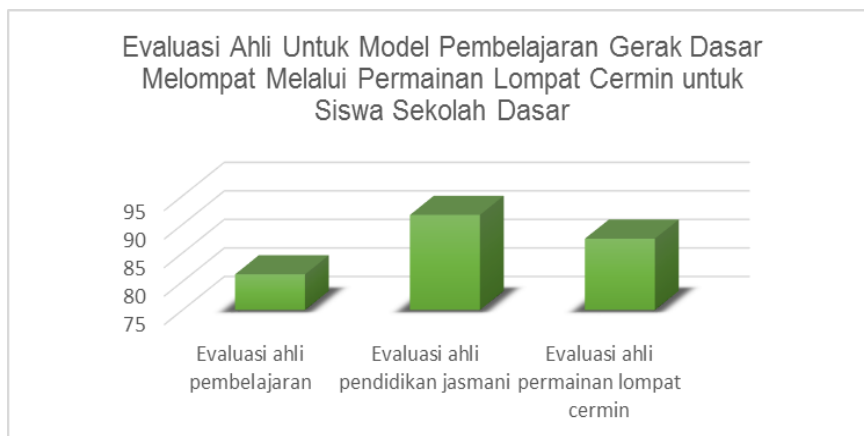 Evaluasi Ahli Untuk Model Pembelajaran Gerak Dasar
Melompat Melalui Permainan Lompat Cermin untuk
Siswa Sekolah Dasar
95
90
85
80
75
Evaluasi ahli
pembelajaran
Evaluasi ahli
pendidikan jasmani
Evaluasi ahli
permainan lompat
cermin